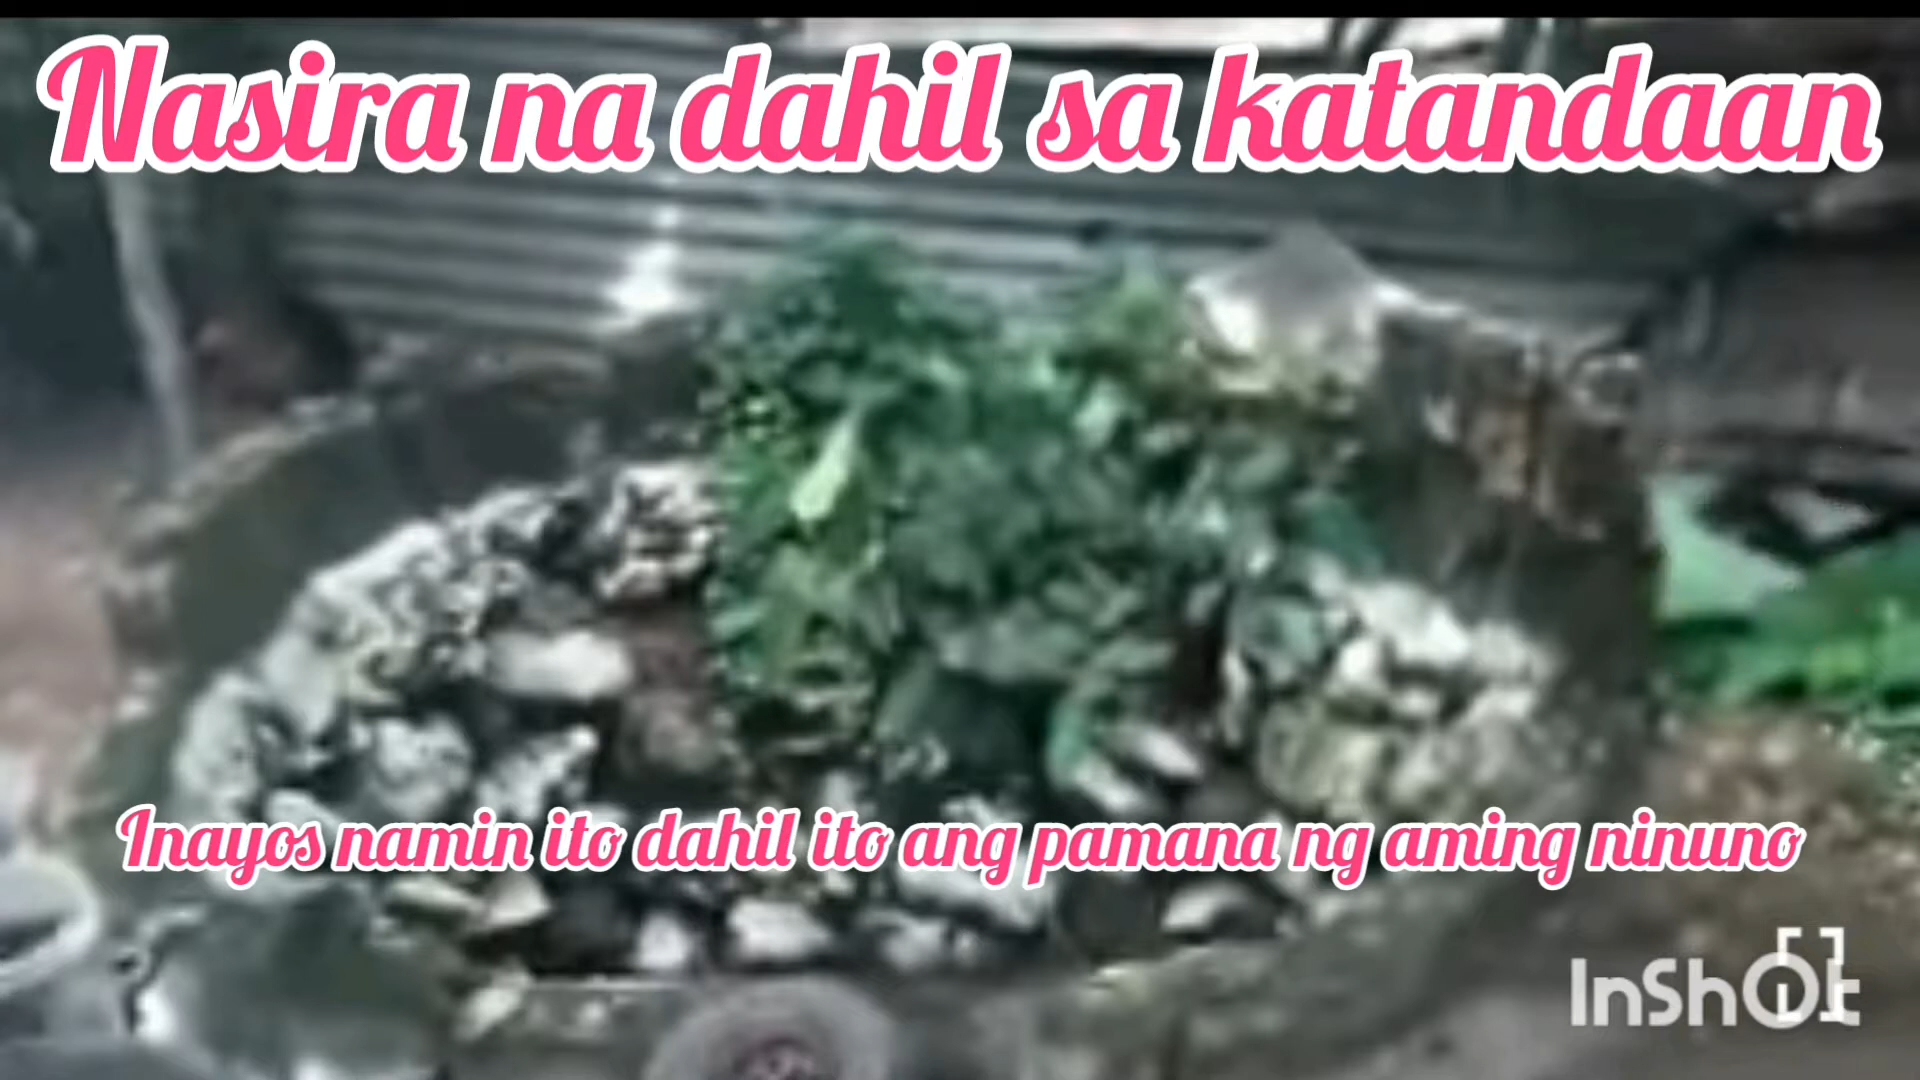 Nasira na dahil sa katandaan
Inayos namin ito dahil ito ang pamana ng aming ninuno
InShOt